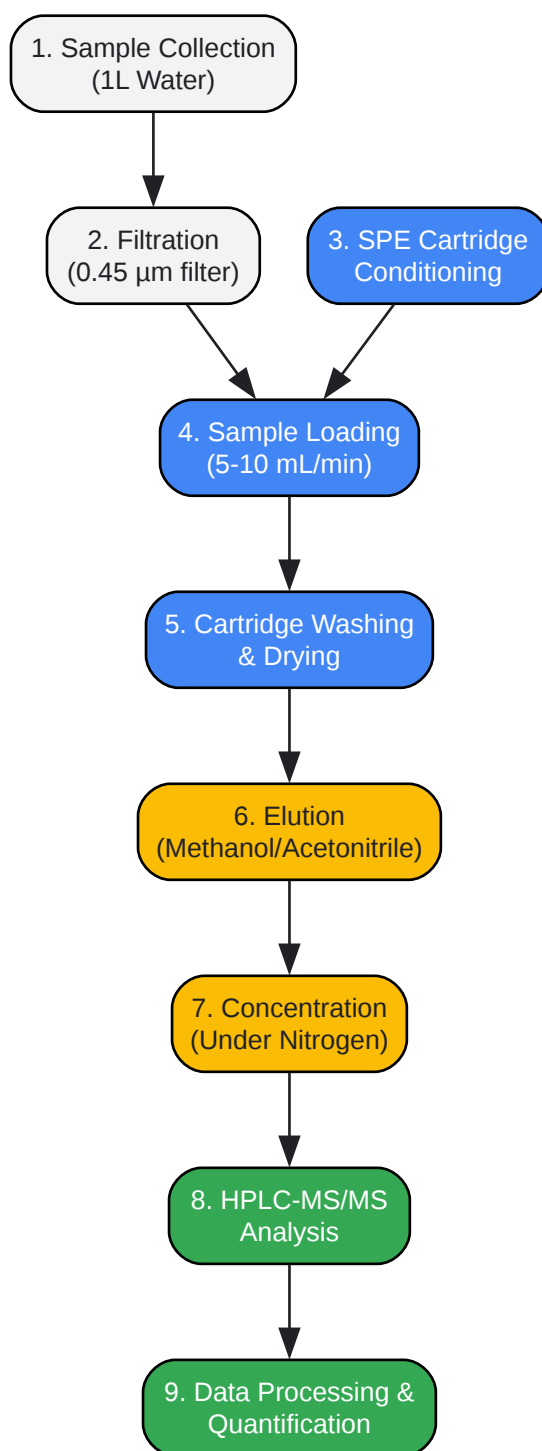 1. Sample Collection
(1L Water)
2. Filtration
(0.45 µm filter)
3. SPE Cartridge
Conditioning
4. Sample Loading
(5-10 mL/min)
5. Cartridge Washing
& Drying
6. Elution
(Methanol/Acetonitrile)
7. Concentration
(Under Nitrogen)
8. HPLC-MS/MS
Analysis
9. Data Processing &
Quantification